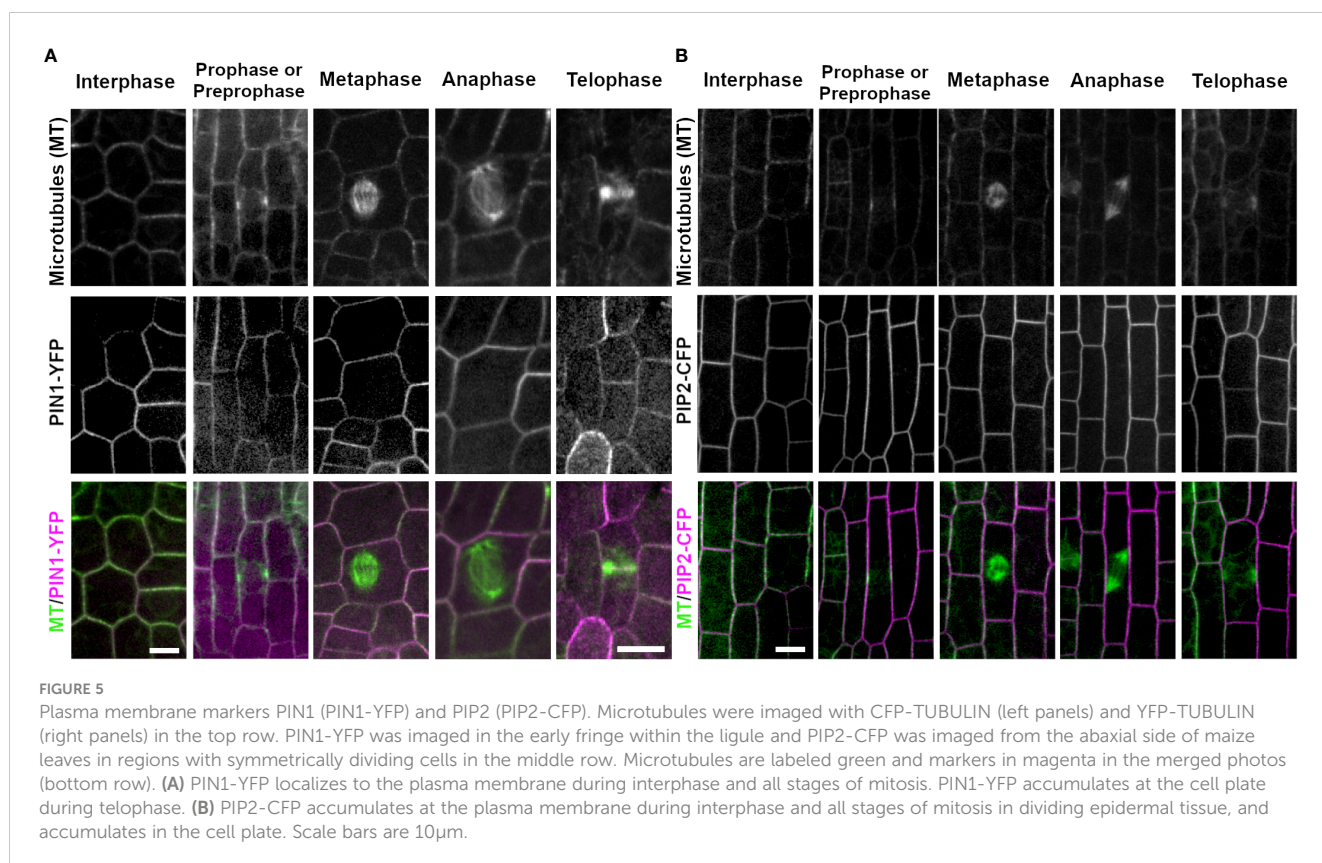 A
Interphase
Prophase or
Preprophase
Metaphase
Anaphase
Telophase
B
Interphase
Prophase or
Preprophase
Metaphase
Anaphase
Telophase
Microtubules (MT)
PIN1-YFP
MT/PIN1-YFP
Microtubules (MT)
PIP2-CFP
MT/PIP2-CFP
FIGURE 5
Plasma membrane markers PIN1 (PIN1-YFP) and PIP2 (PIP2-CFP). Microtubules were imaged with CFP-TUBULIN (left panels) and YFP-TUBULIN
(right panels) in the top row. PIN1-YFP was imaged in the early fringe within the ligule and PIP2-CFP was imaged from the abaxial side of maize
leaves in regions with symmetrically dividing cells in the middle row. Microtubules are labeled green and markers in magenta in the merged photos
(bottom row). (A) PIN1-YFP localizes to the plasma membrane during interphase and all stages of mitosis. PIN1-YFP accumulates at the cell plate
during telophase. (B) PIP2-CFP accumulates at the plasma membrane during interphase and all stages of mitosis in dividing epidermal tissue, and
accumulates in the cell plate. Scale bars are 10μm.